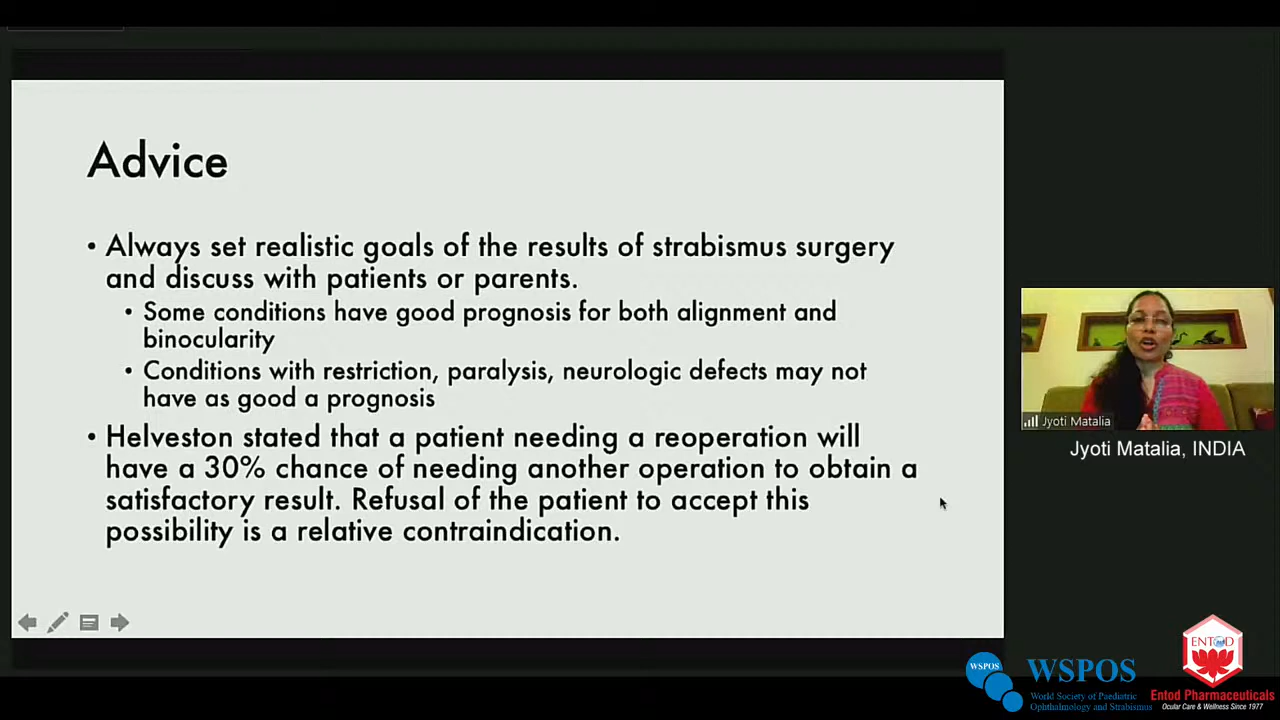 Advice
• Always set realistic goals of the results of strabismus surgery
and discuss with patients or parents.
• Some conditions have good prognosis for both alignment and
binocularity
• Conditions with restriction, paralysis, neurologic defects may not
have as good a prognosis
• Helveston stated that a patient needing a reoperation will
have a 30% chance of needing another operation to obtain a
satisfactory result. Refusal of the patient to accept this
possibility is a relative contraindication.
Jyoti Matalia
Jyoti Matalia, INDIA
WSPOS
WSPOS
World Society of Paediatric
Ophthalmology and Strabismus
ENTOD
Entod Pharmaceuticals
Ocular Care & Wellness Since 1977